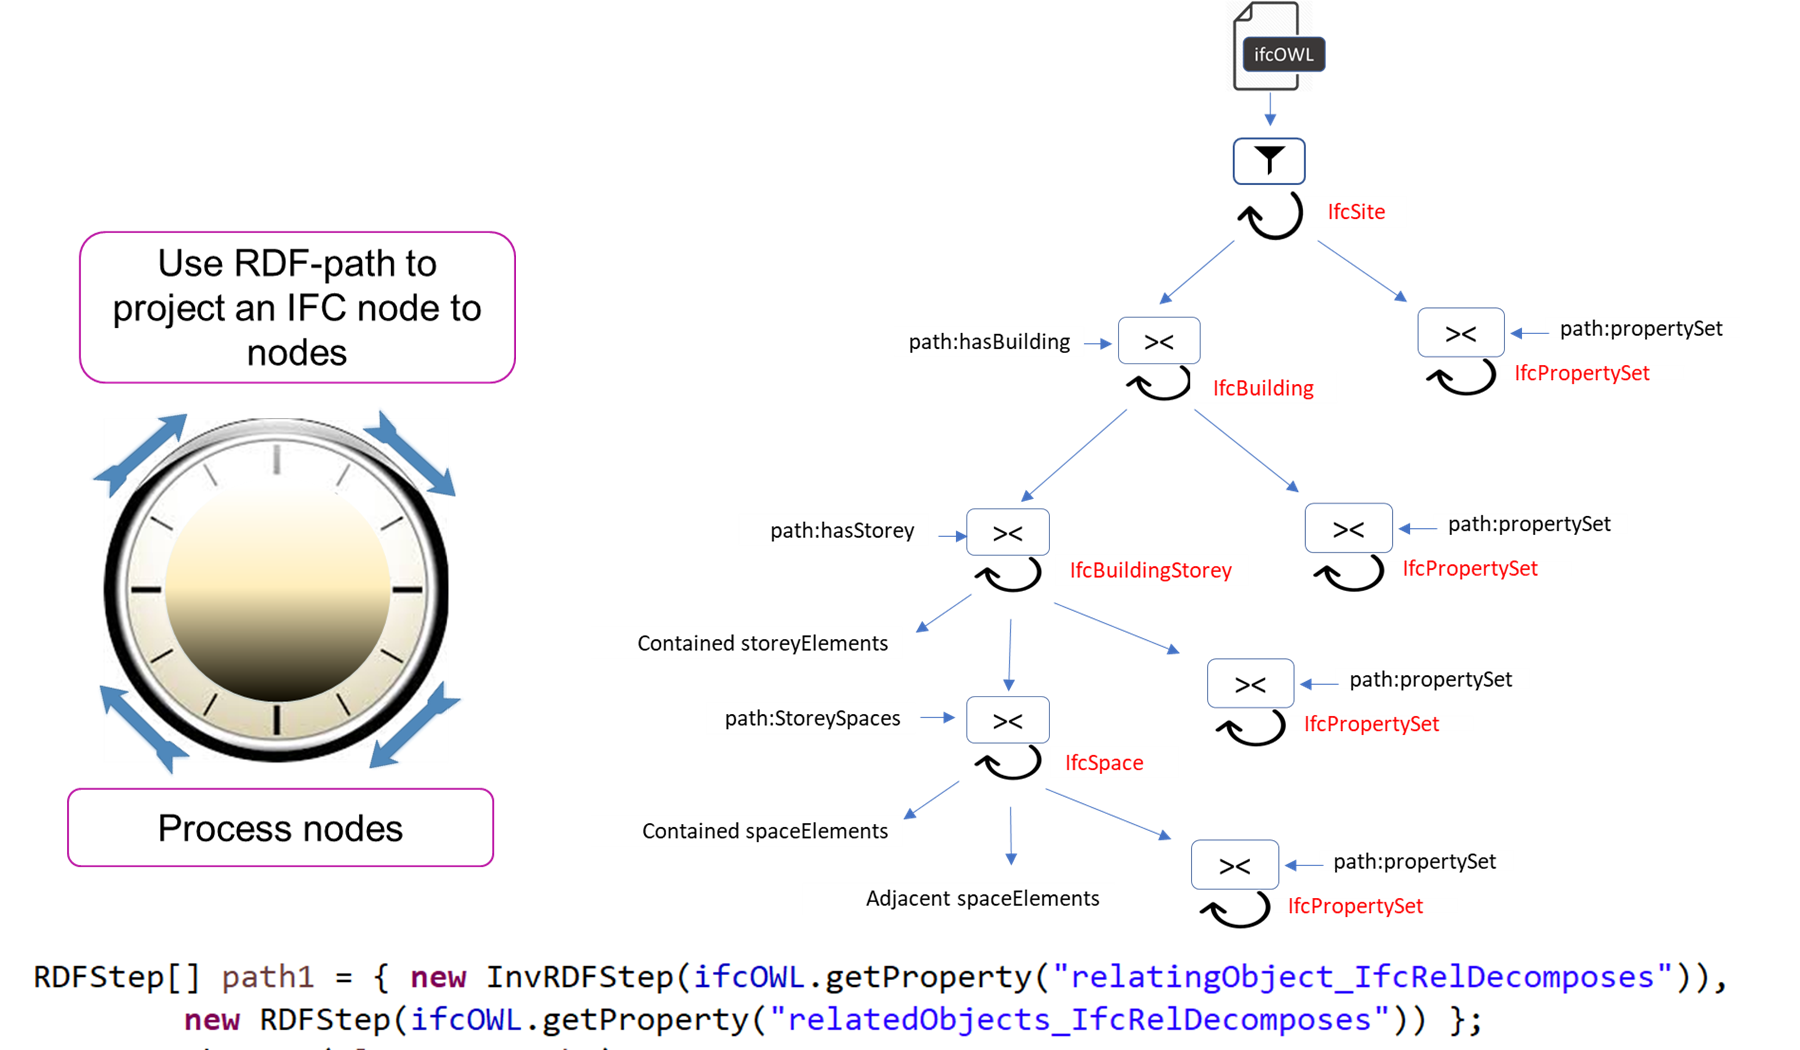 ifcOWL
IfcSite
Use RDF-path to
project an IFC node to
nodes
path:hasBuilding
><
IfcBuilding
><
path:propertySet
IfcPropertySet
path:hasStorey
><
IfcBuildingStorey
><
path:propertySet
IfcPropertySet
Contained storeyElements
path:StoreySpaces
><
IfcSpace
><
path:propertySet
IfcPropertySet
Process nodes
Contained spaceElements
Adjacent spaceElements
><
path:propertySet
IfcPropertySet
RDFStep[] path1 = { new InvRDFStep(ifcOWL.getProperty("relatingObject_IfcRelDecomposes")),
new RDFStep(ifcOWL.getProperty("relatedObjects_IfcRelDecomposes")) };